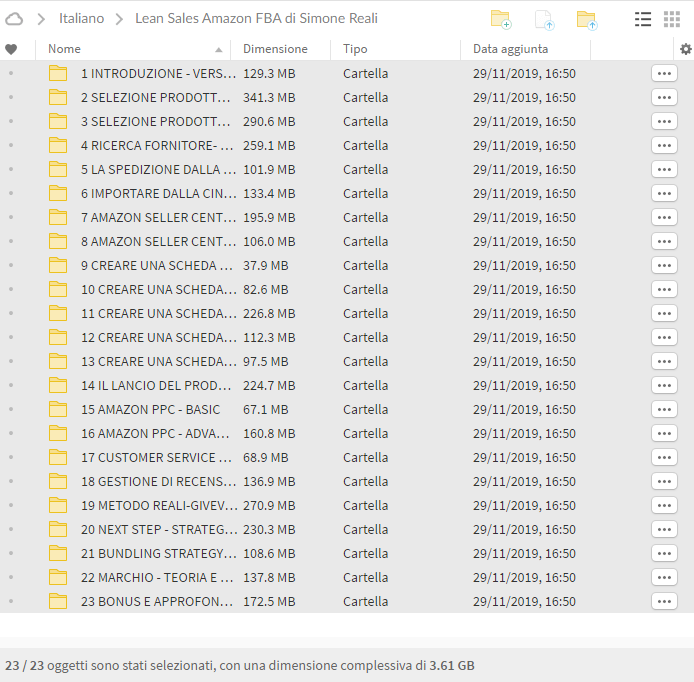 Italiano > Lean Sales Amazon FBA di Simone Reali
Nome Dimensione Tipo Data aggiunta
1 INTRODUZIONE - VERS... 129.3 MB Cartella 29/11/2019, 16:50
2 SELEZIONE PRODOTT... 341.3 MB Cartella 29/11/2019, 16:50
3 SELEZIONE PRODOTT... 290.6 MB Cartella 29/11/2019, 16:50
4 RICERCA FORNITORE- ... 259.1 MB Cartella 29/11/2019, 16:50
5 LA SPEDIZIONE DALLA ... 101.9 MB Cartella 29/11/2019, 16:50
6 IMPORTARE DALLA CIN... 133.4 MB Cartella 29/11/2019, 16:50
7 AMAZON SELLER CENT... 195.9 MB Cartella 29/11/2019, 16:50
8 AMAZON SELLER CENT... 106.0 MB Cartella 29/11/2019, 16:50
9 CREARE UNA SCHEDA ... 37.9 MB Cartella 29/11/2019, 16:50
10 CREARE UNA SCHEDA... 82.6 MB Cartella 29/11/2019, 16:50
11 CREARE UNA SCHEDA... 226.8 MB Cartella 29/11/2019, 16:50
12 CREARE UNA SCHEDA... 112.3 MB Cartella 29/11/2019, 16:50
13 CREARE UNA SCHEDA... 97.5 MB Cartella 29/11/2019, 16:50
14 IL LANCIO DEL PROD... 224.7 MB Cartella 29/11/2019, 16:50
15 AMAZON PPC - BASIC 67.1 MB Cartella 29/11/2019, 16:50
16 AMAZON PPC - ADVA... 160.8 MB Cartella 29/11/2019, 16:50
17 CUSTOMER SERVICE ... 68.9 MB Cartella 29/11/2019, 16:50
18 GESTIONE DI RECENS... 136.9 MB Cartella 29/11/2019, 16:50
19 METODO REALI-GIVEV... 270.9 MB Cartella 29/11/2019, 16:50
20 NEXT STEP - STRATEG... 230.3 MB Cartella 29/11/2019, 16:50
21 BUNDLING STRATEGY... 108.6 MB Cartella 29/11/2019, 16:50
22 MARCHIO - TEORIA E ... 137.8 MB Cartella 29/11/2019, 16:50
23 BONUS E APPROFON... 172.5 MB Cartella 29/11/2019, 16:50
23 / 23 oggetti sono stati selezionati, con una dimensione complessiva di 3.61 GB